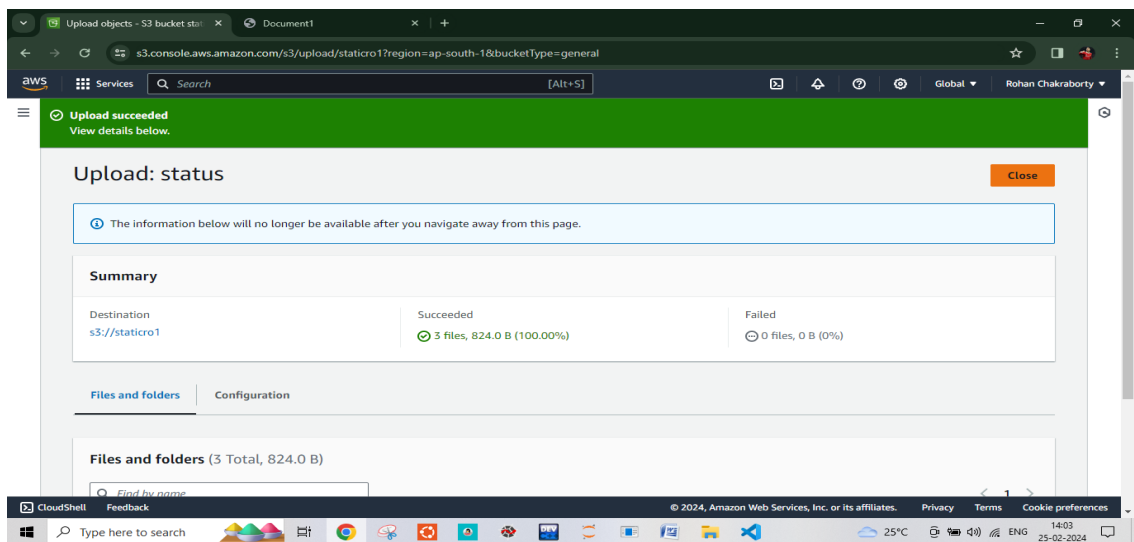 Upload objects - S3 bucket stat
Document1
s3.console.aws.amazon.com/s3/upload/staticro1?region=ap-south-1&bucketType=general
aws
Services
Search
[Alt+S]
Global
Rohan Chakraborty
Upload succeeded
View details below.
Upload: status
Close
The information below will no longer be available after you navigate away from this page.
Summary
Destination
s3://staticro1
Succeeded
3 files, 824.0 B (100.00%)
Failed
0 files, 0 B (0%)
Files and folders
Configuration
Files and folders (3 Total, 824.0 B)
Find by name
1
CloudShell
Feedback
© 2024, Amazon Web Services, Inc. or its affiliates.
Privacy
Terms
Cookie preferences
Type here to search
DEV
25°C
ENG
14:03
25-02-2024